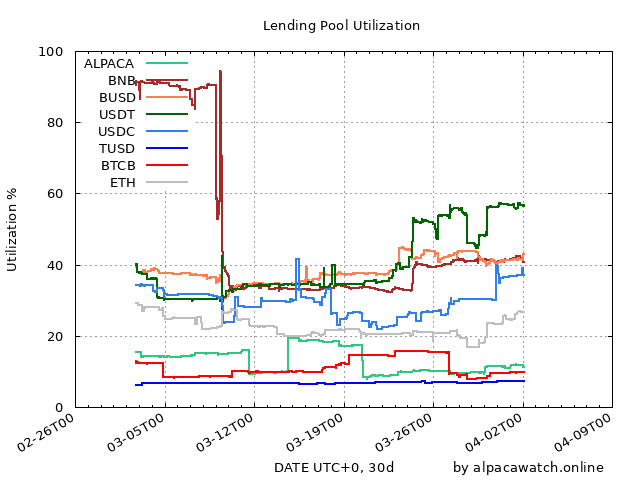 Lending Pool Utilization
100
80
60
40
20
0
Utilization %
ALPACA
BNB
BUSD
USDT
USDC
TUSD
BTCB
ETH
02-26T00
03-05T00
03-12T00
03-19T00
03-26T00
04-02T00
04-09T00
DATE UTC+0, 30d
by alpacawatch.online